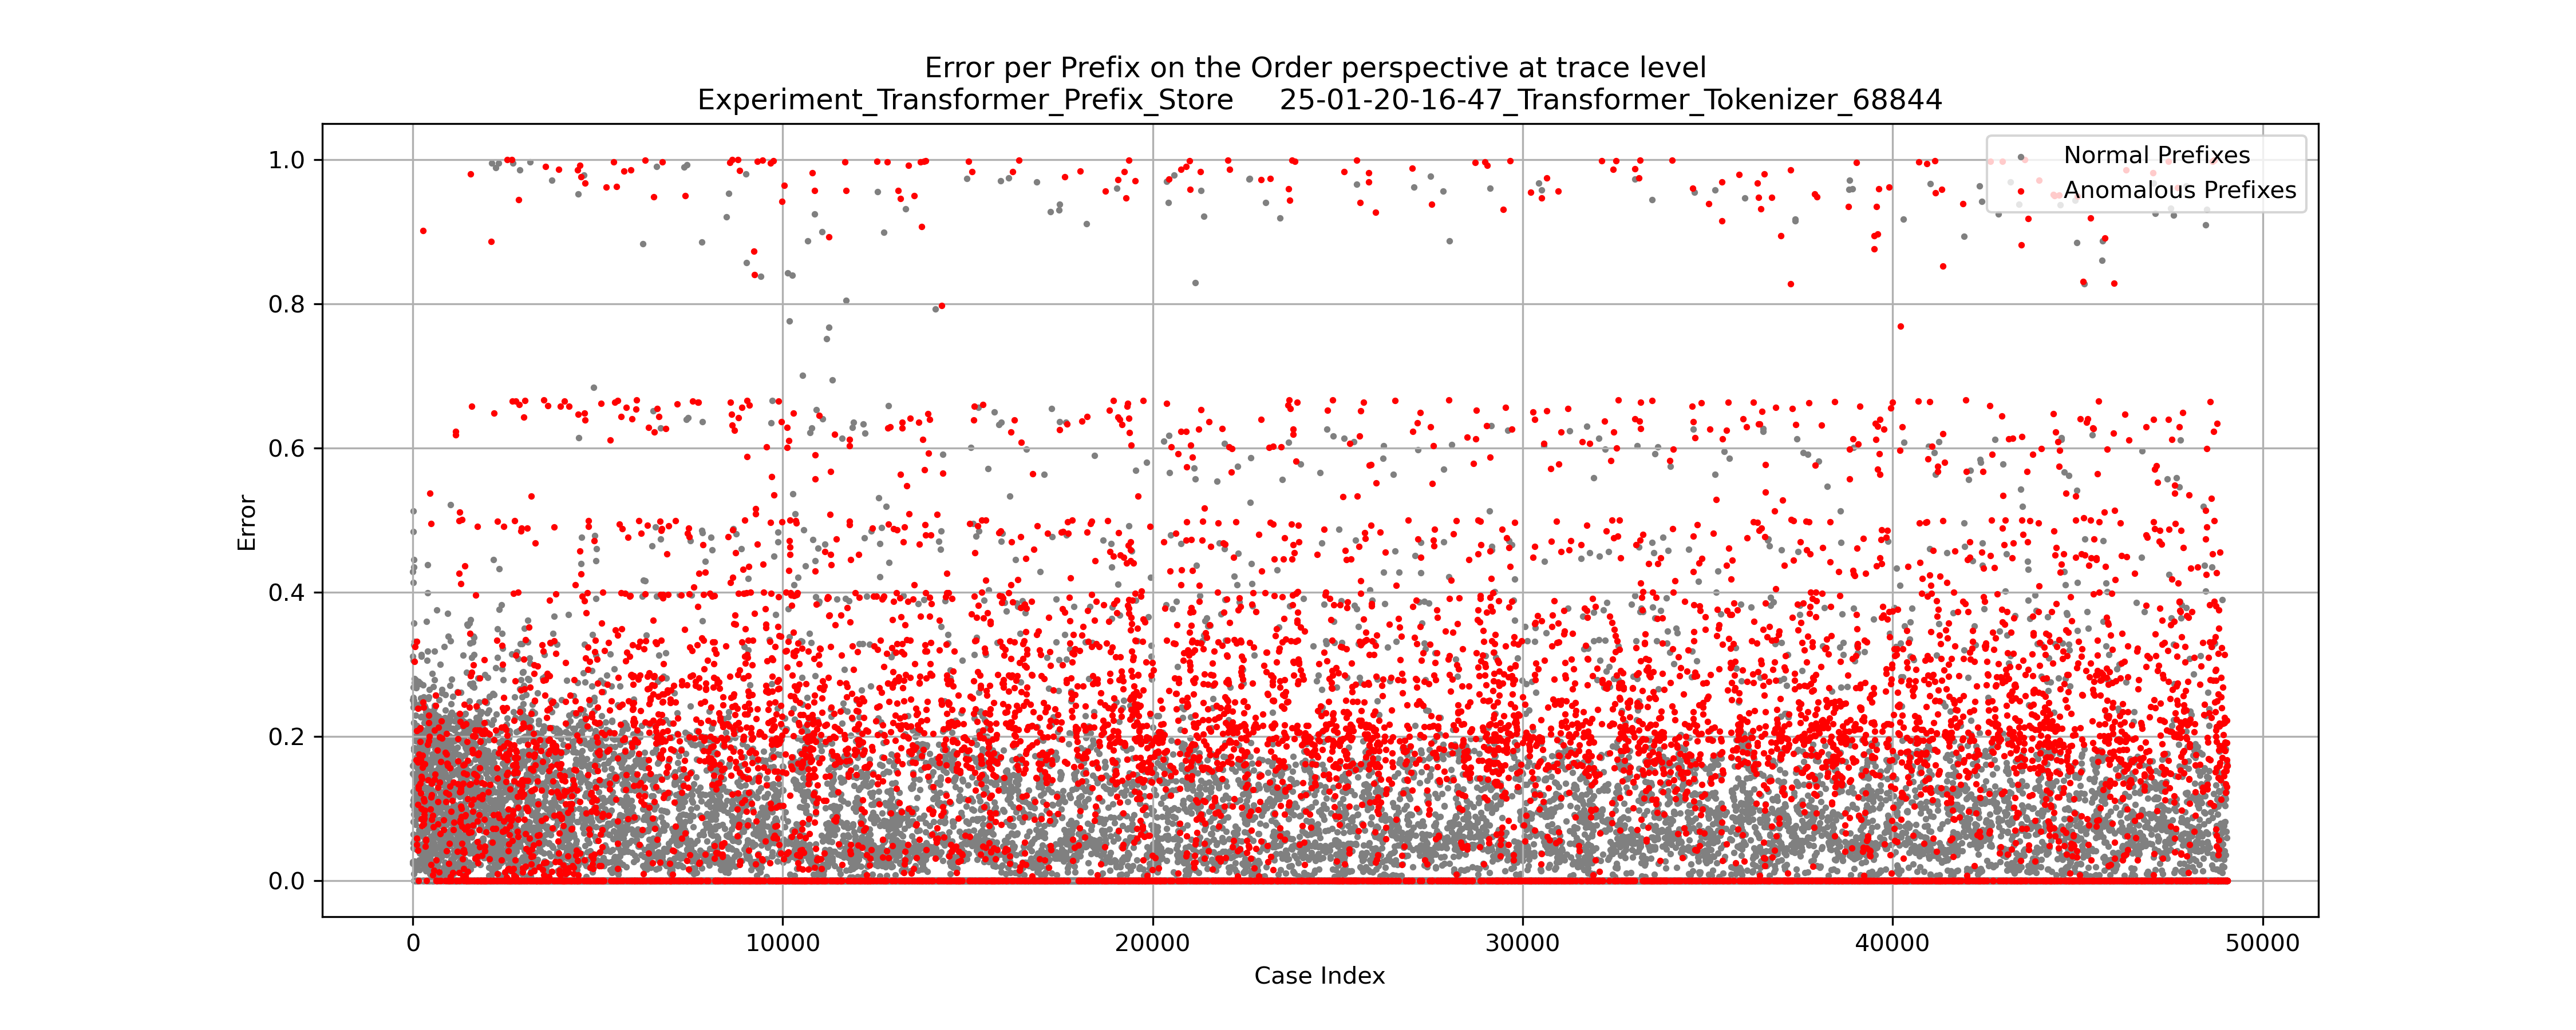 Error per Prefix on the Order perspective at trace level
Experiment_Transformer_Prefix_Store 25-01-20-16-47_Transformer_Tokenizer_68844
1.0
0.8
0.6
0.4
0.2
0.0
Error
Normal Prefixes
Anomalous Prefixes
0 10000 20000 30000 40000 50000
Case Index